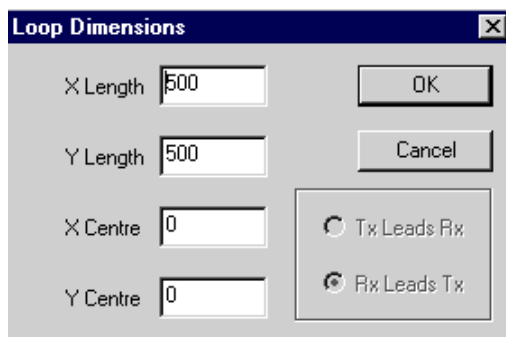 Loop Dimensions
X Length 500 OK
Y Length 500 Cancel
X Centre 0 Tx Leads Rx
Y Centre 0 Rx Leads Tx